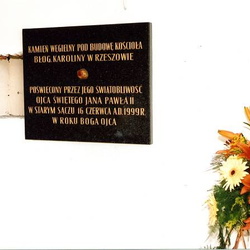 KAMIEŃ WĘGIELNY POD BUDOWĘ KOŚCIOŁA
BŁOG. KAROLINY W RZESZOWIE
POŚWIĘCONY PRZEZ JEGO ŚWIĄTOBLIWOŚĆ
OJCA ŚWIĘTEGO JANA PAWŁA II
W STARYM SĄCZU 16 CZERWCA A.D. 1999R.
W ROKU BOGA OJCA